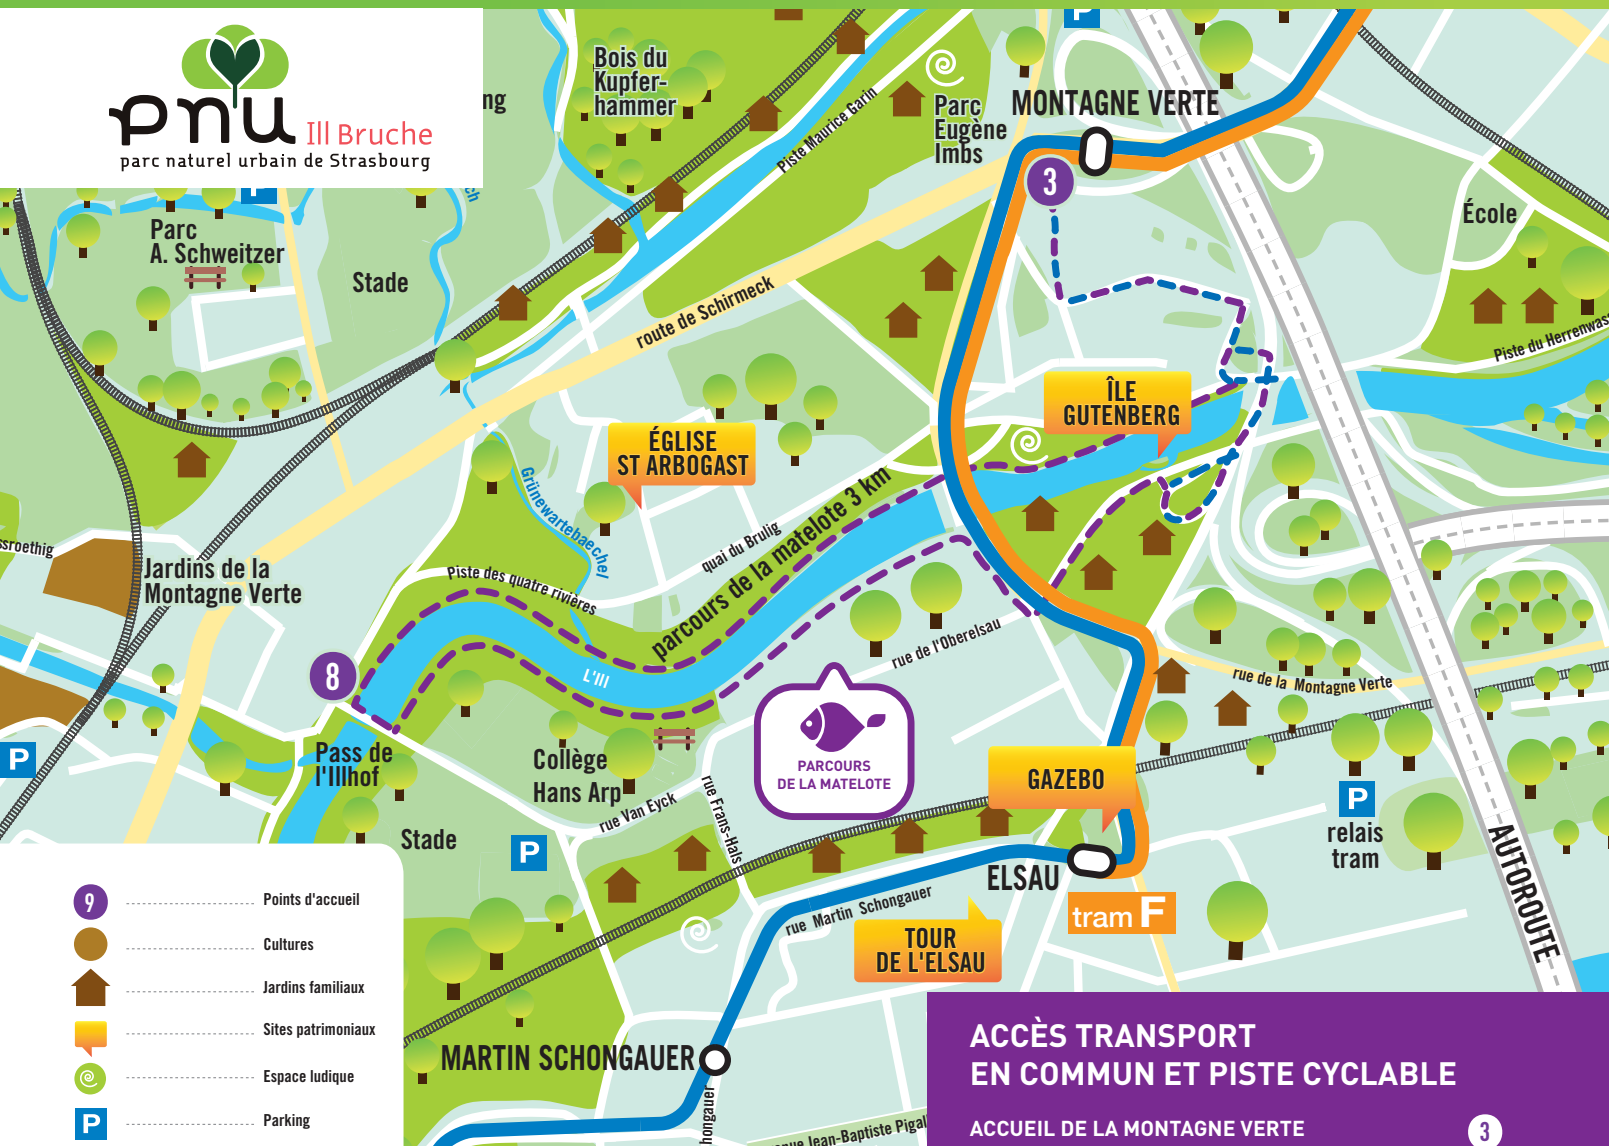 pnu Ill Bruche
parc naturel urbain de Strasbourg
Bois du
Kupfer-
hammer
Piste Maurice Garin
Parc
Eugène
Imbs
MONTAGNE VERTE
3
P
P
École
Parc
A. Schweitzer
Stade
route de Schirmeck
Piste du
ÎLE
GUTENBERG
ÉGLISE
ST ARBOGAST
Grünewartebaechel
quai du Brulig
parcours de la matelote 3 km
Piste des quatre rivières
Jardins de la
Montagne Verte
L'Ill
rue de l'Oberelsau
rue de la Montagne Verte
8
P
Pass de
l'Illhof
Stade
Collège
Hans Arp
rue Van Eyck
rue Frans-Hals
P
PARCOURS
DE LA MATELOTE
GAZEBO
P
relais
tram
AUTOROUTE
ELSAU
tram F
rue Martin Schongauer
TOUR
DE L'ELSAU
MARTIN SCHONGAUER
Jean-Baptiste
9 Points d'accueil
Cultures
Jardins familiaux
Sites patrimoniaux
Espace ludique
P Parking
ACCÈS TRANSPORT
EN COMMUN ET PISTE CYCLABLE
ACCUEIL DE LA MONTAGNE VERTE 3